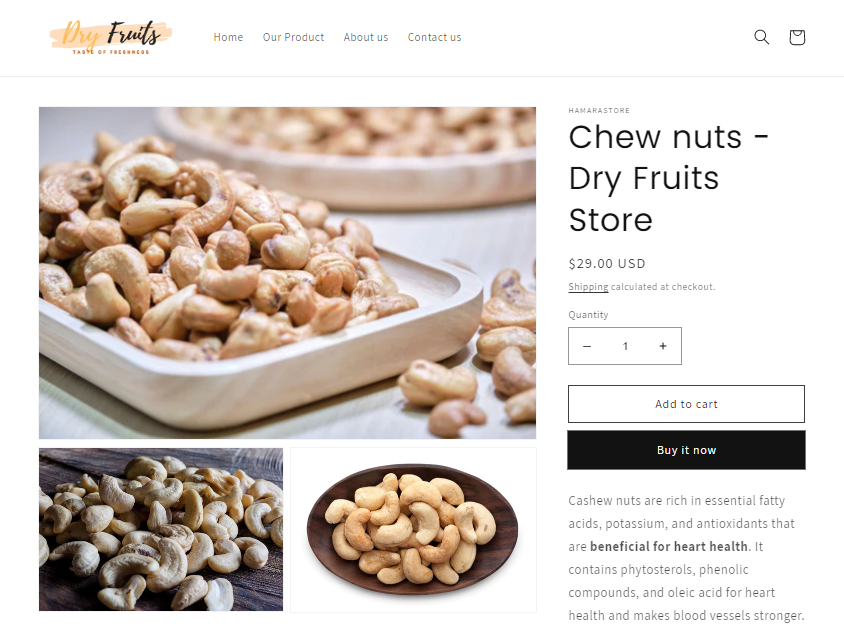 Dry Fruits
TASTE OF FRESHNESS
Home Our Product About us Contact us
HAMARASTORE
Chew nuts -
Dry Fruits
Store
$29.00 USD
Shipping calculated at checkout.
Quantity
− 1 +
Add to cart
Buy it now
Cashew nuts are rich in essential fatty
acids, potassium, and antioxidants that
are beneficial for heart health. It
contains phytosterols, phenolic
compounds, and oleic acid for heart
health and makes blood vessels stronger.